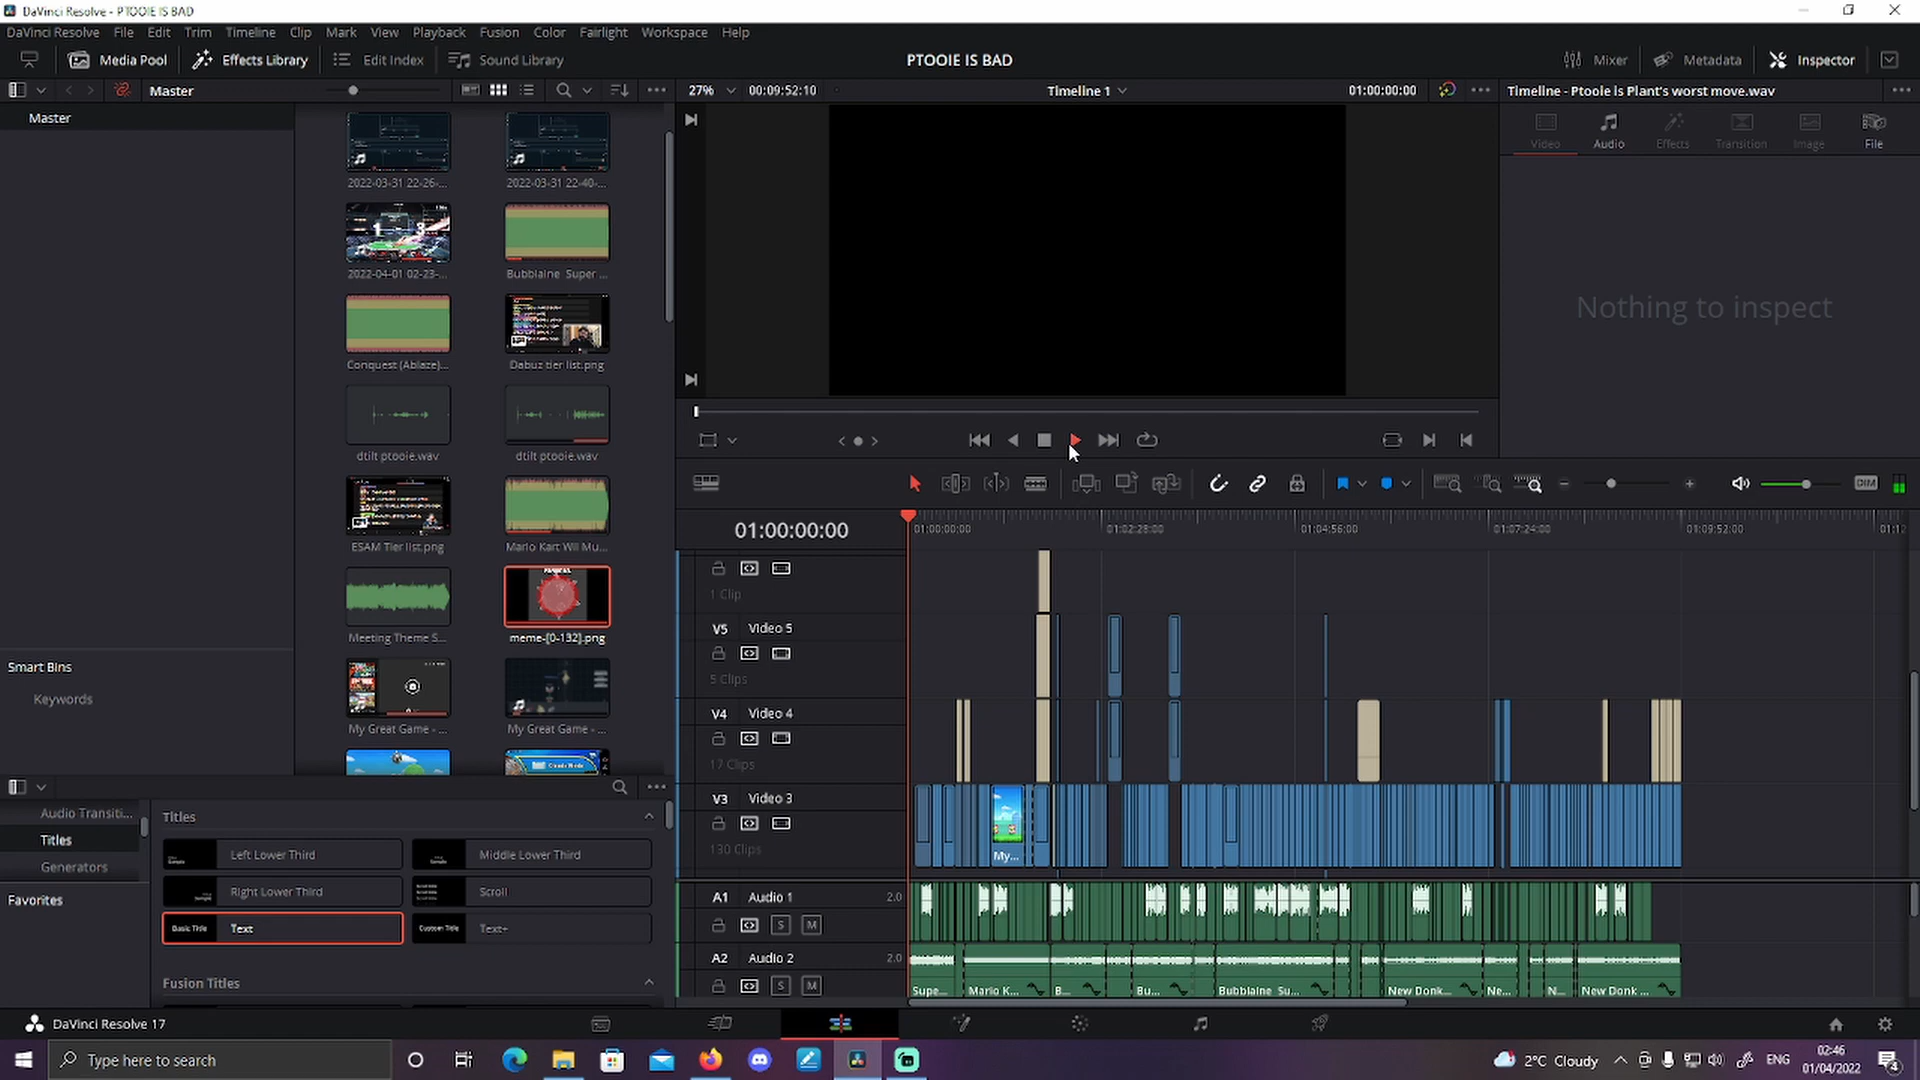 DaVinci Resolve - PTOOIE IS BAD
DaVinci Resolve File Edit Trim Timeline Clip Mark View Playback Fusion Color Fairlight Workspace Help
Media Pool Effects Library Edit Index Sound Library PTOOIE IS BAD Mixer Metadata Inspector
Master 27% 00:09:52:10 Timeline 1 01:00:00:00 Timeline - Ptooie is Plant's worst move.wav
Master
Video Audio Effects Transition Image File
2022-03-31 22-26-... 2022-03-31 22-40-...
2022-04-01 02-23-... Bubblaine Super ...
Nothing to inspect
Conquest (Ablaze)... Dabuz tier list.png
dtilt ptooie.wav dtilt ptooie.wav
ESAM Tier list.png Mario Kart Wii Mu...
Meeting Theme S... meme-[0-132].png
My Great Game - ... My Great Game - ...
Smart Bins
Keywords
DIM
01:00:00:00 01:00:00:00 01:02:28:00 01:04:56:00 01:07:24:00 01:09:52:00 01:12
1 Clip
V5 Video 5
5 Clips
V4 Video 4
17 Clips
V3 Video 3
130 Clips
My...
A1 Audio 1 2.0
S M
A2 Audio 2 2.0
S M
Supe... Mario K... B... Bu... Bubblaine Su... New Donk... Ne... N... New Donk ...
Audio Transiti...
Titles
Generators
Favorites
Titles
Left Lower Third Middle Lower Third
Right Lower Third Scroll
Basic Title Text Custom Title Text+
Fusion Titles
DaVinci Resolve 17
Type here to search
2°C Cloudy ENG 02:46
01/04/2022
4